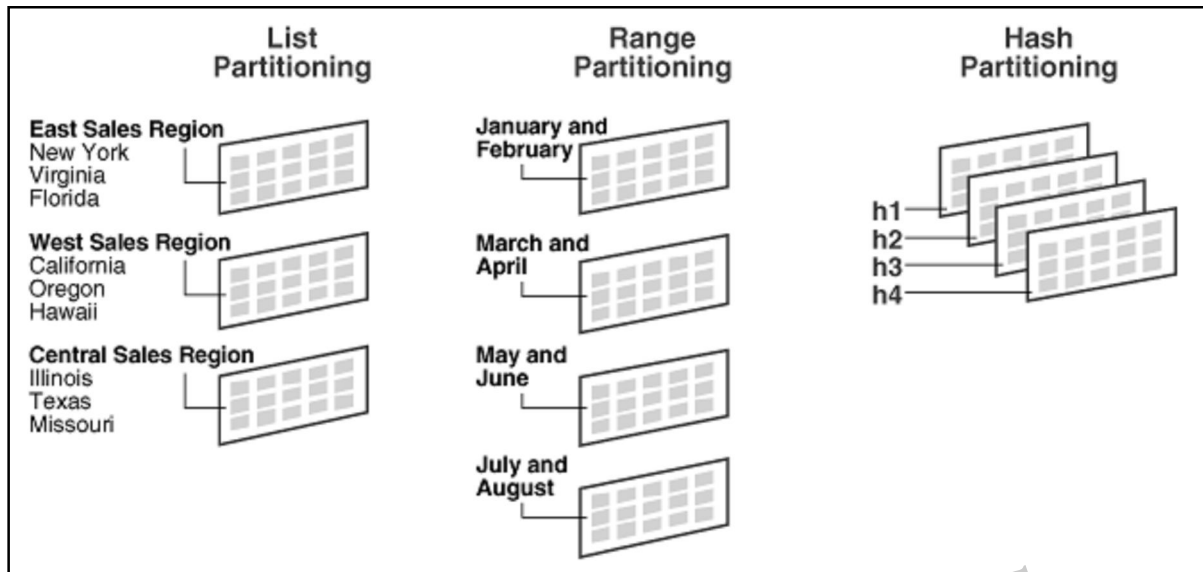 List
Partitioning
East Sales Region
New York
Virginia
Florida
West Sales Region
California
Oregon
Hawaii
Central Sales Region
Illinois
Texas
Missouri
Range
Partitioning
January and
February
March and
April
May and
June
July and
August
Hash
Partitioning
h1
h2
h3
h4